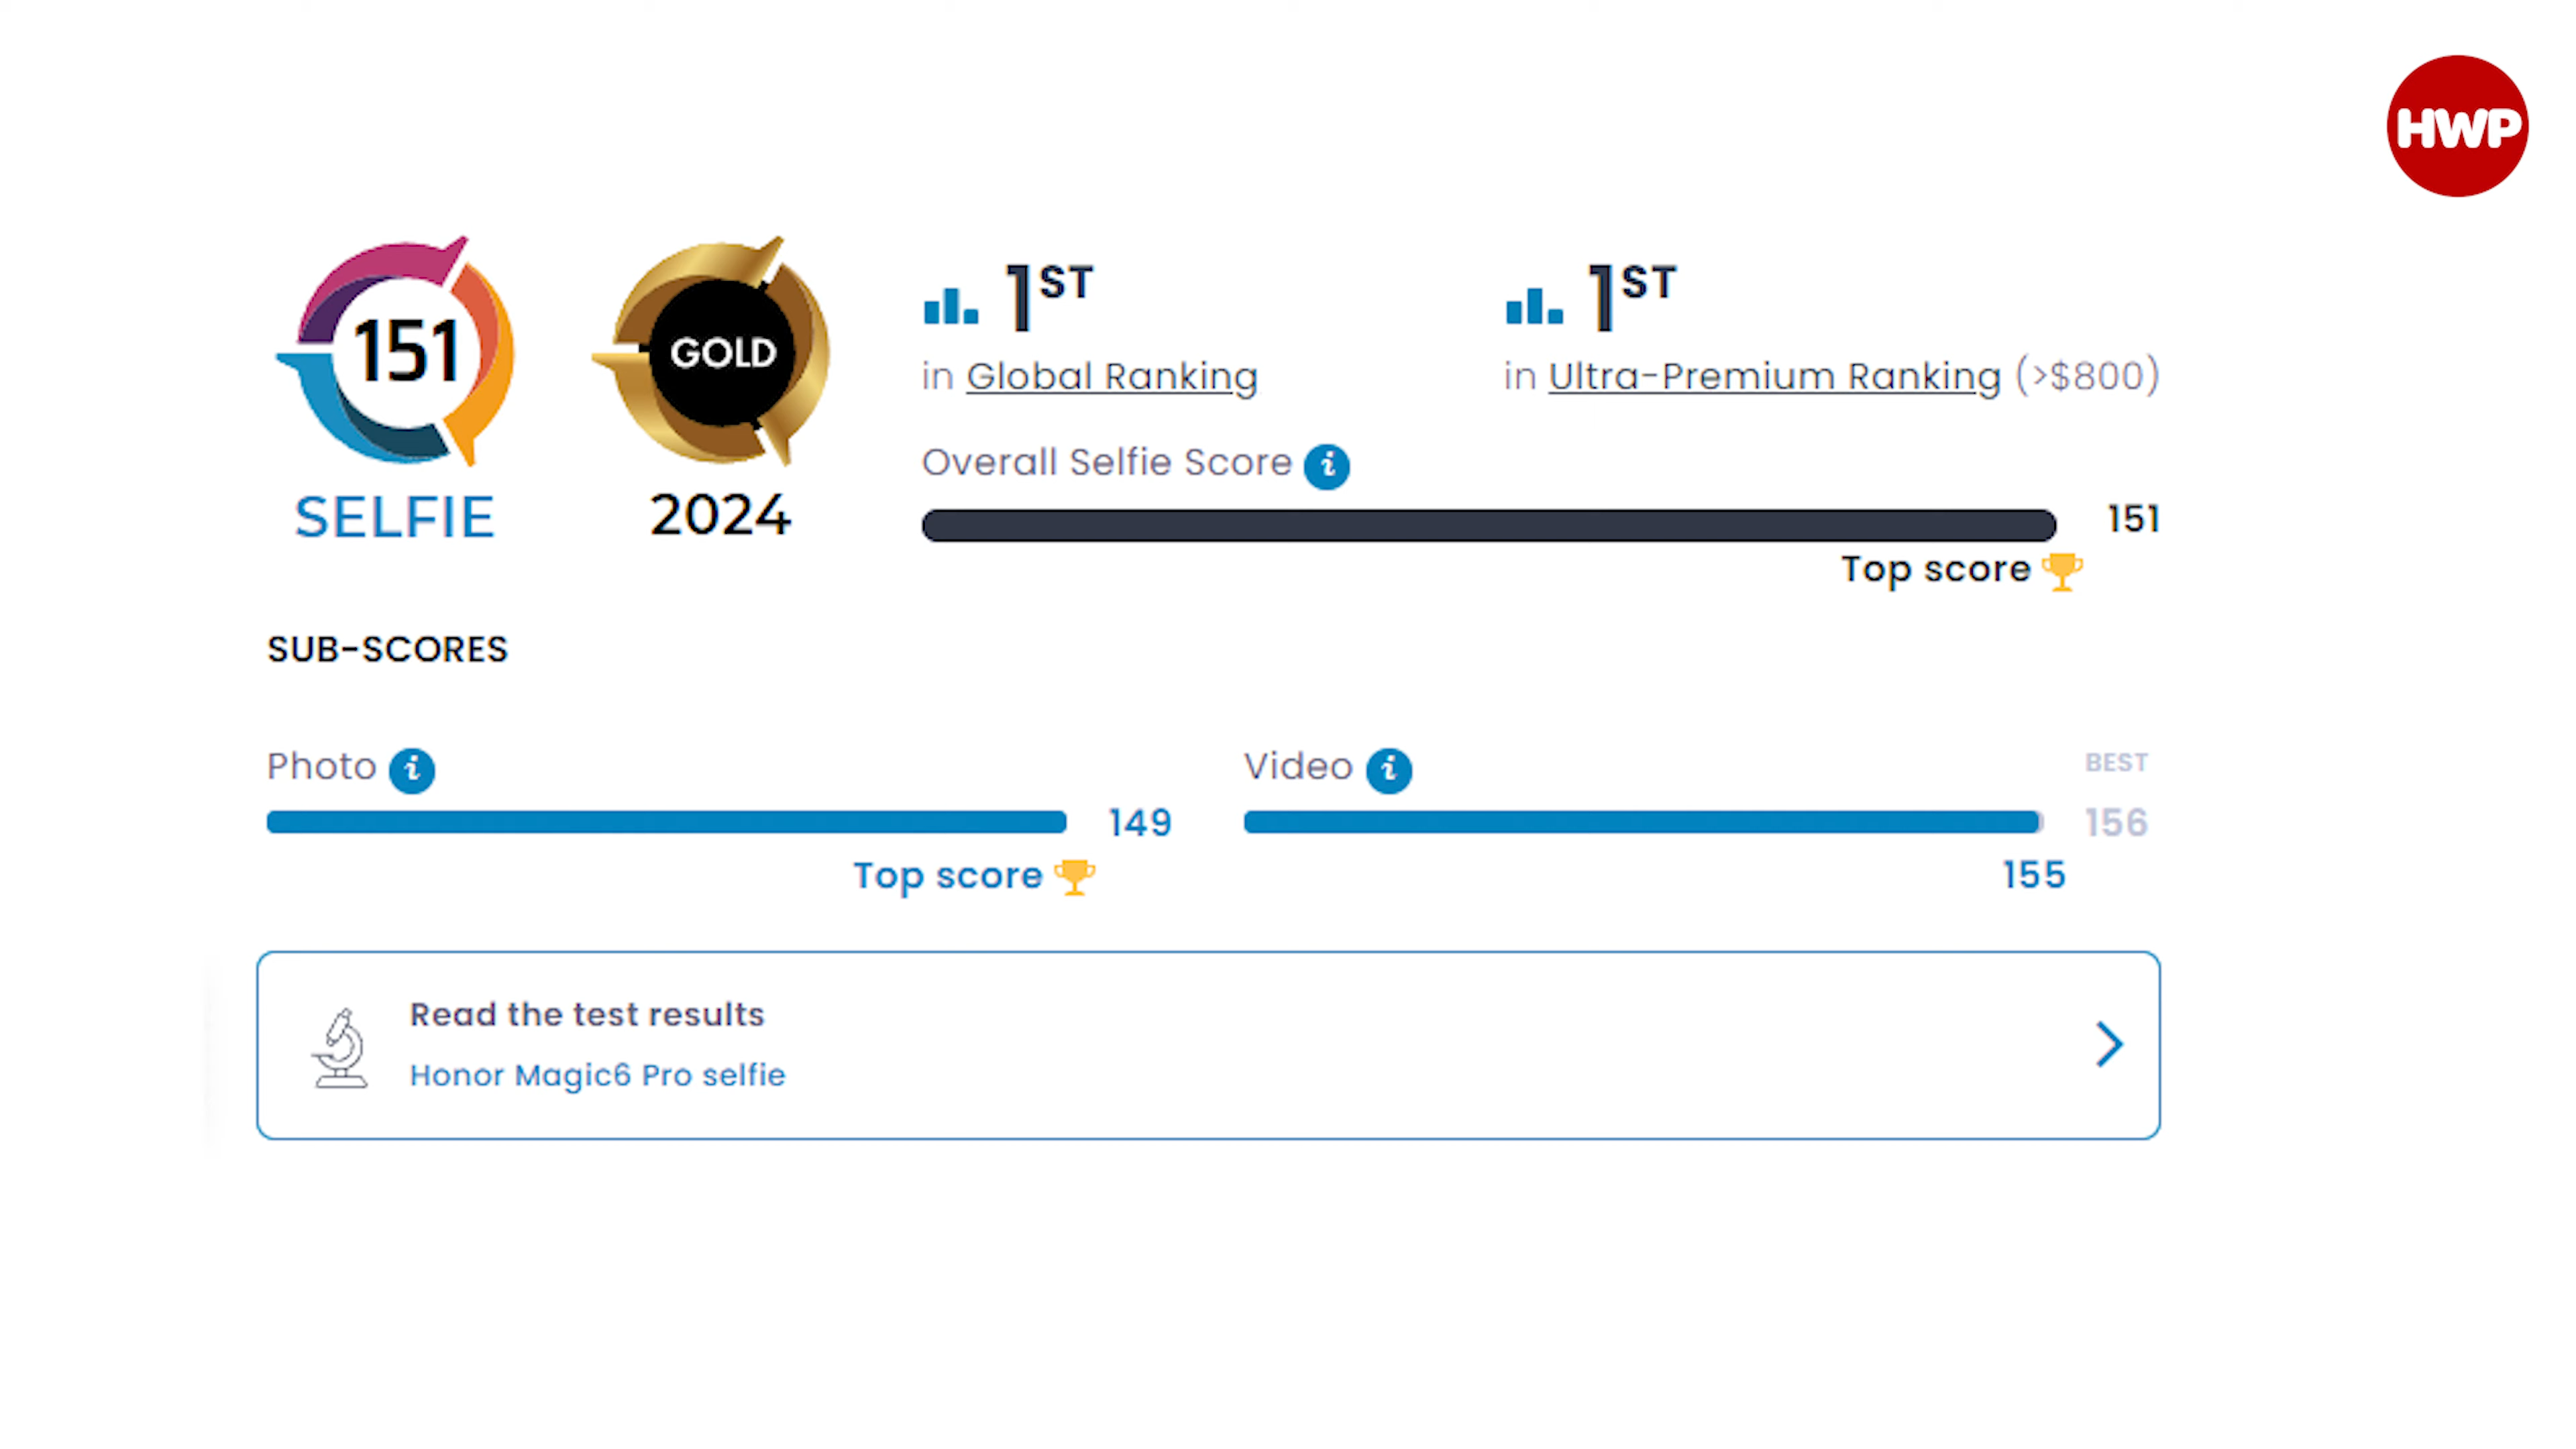 HWP
151
SELFIE
GOLD
2024
1ST
in Global Ranking
1ST
in Ultra-Premium Ranking (>$800)
Overall Selfie Score i
151
Top score
SUB-SCORES
Photo i
149
Top score
Video i
BEST
156
155
Read the test results
Honor Magic6 Pro selfie